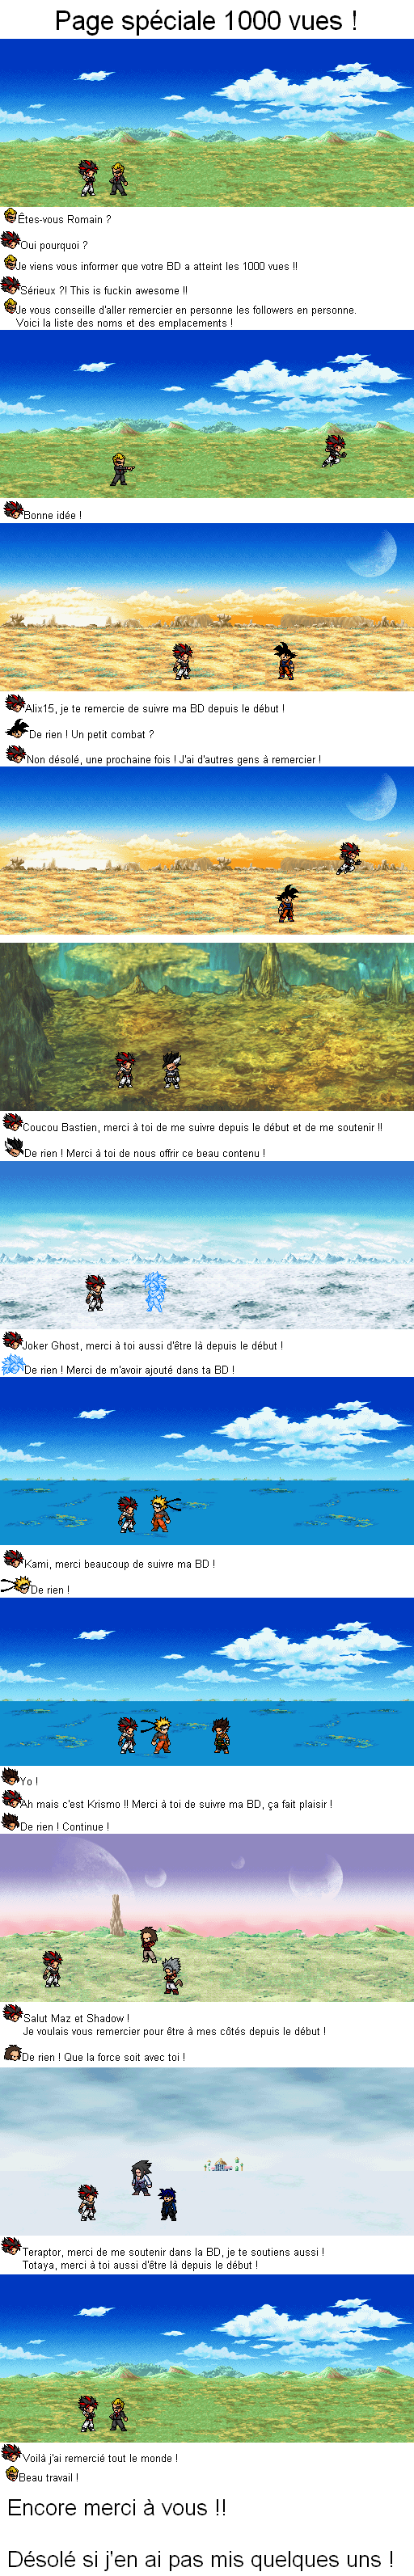 Page spéciale 1000 vues !
Êtes-vous Romain ?
Oui pourquoi ?
Je viens vous informer que votre BD a atteint les 1000 vues !!
Sérieux ?! This is fuckin awesome !!
Je vous conseille d'aller remercier en personne les followers en personne.
Voici la liste des noms et des emplacements !
Bonne idée !
Alix15, je te remercie de suivre ma BD depuis le début !
De rien ! Un petit combat ?
Non désolé, une prochaine fois ! J'ai d'autres gens à remercier !
Coucou Bastien, merci à toi de me suivre depuis le début et de me soutenir !!
De rien ! Merci à toi de nous offrir ce beau contenu !
Joker Ghost, merci à toi aussi d'être là depuis le début !
De rien ! Merci de m'avoir ajouté dans ta BD !
Kami, merci beaucoup de suivre ma BD !
De rien !
Yo !
Ah mais c'est Krismo !! Merci à toi de suivre ma BD, ça fait plaisir !
De rien ! Continue !
Salut Maz et Shadow !
Je voulais vous remercier pour être à mes côtés depuis le début !
De rien ! Que la force soit avec toi !
Teraptor, merci de me soutenir dans la BD, je te soutiens aussi !
Totaya, merci à toi aussi d'être là depuis le début !
Voilà j'ai remercié tout le monde !
Beau travail !
Encore merci à vous !!
Désolé si j'en ai pas mis quelques uns !